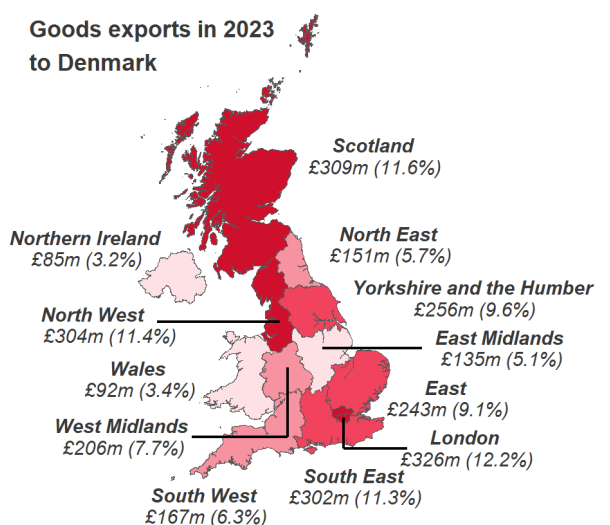 Goods exports in 2023
to Denmark
Scotland
£309m (11.6%)
Northern Ireland
£85m (3.2%)
North East
£151m (5.7%)
Yorkshire and the Humber
£256m (9.6%)
North West
£304m (11.4%)
East Midlands
£135m (5.1%)
Wales
£92m (3.4%)
East
£243m (9.1%)
West Midlands
£206m (7.7%)
London
£326m (12.2%)
South East
£302m (11.3%)
South West
£167m (6.3%)